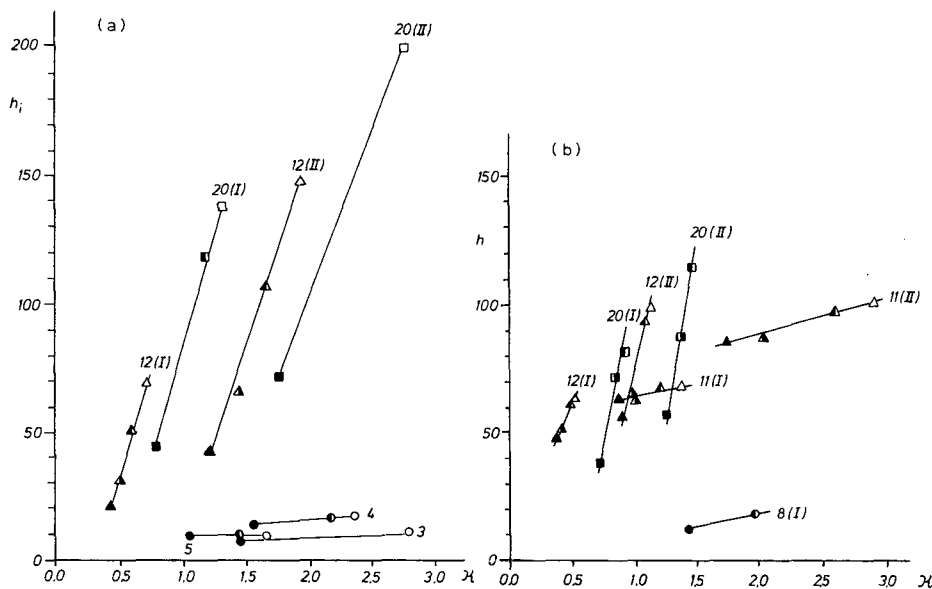 (a)
20(II)
200
h_i
12(II)
150
20(I)
100
12(I)
50
4
3
5
0
0,0 0,5 1,0 1,5 2,0 2,5 3,0 ϰ
(b)
150
h
20(II)
12(II)
20(I)
11(II)
100
12(I)
11(I)
50
8(I)
0
0,0 0,5 1,0 1,5 2,0 2,5 3,0 ϰ